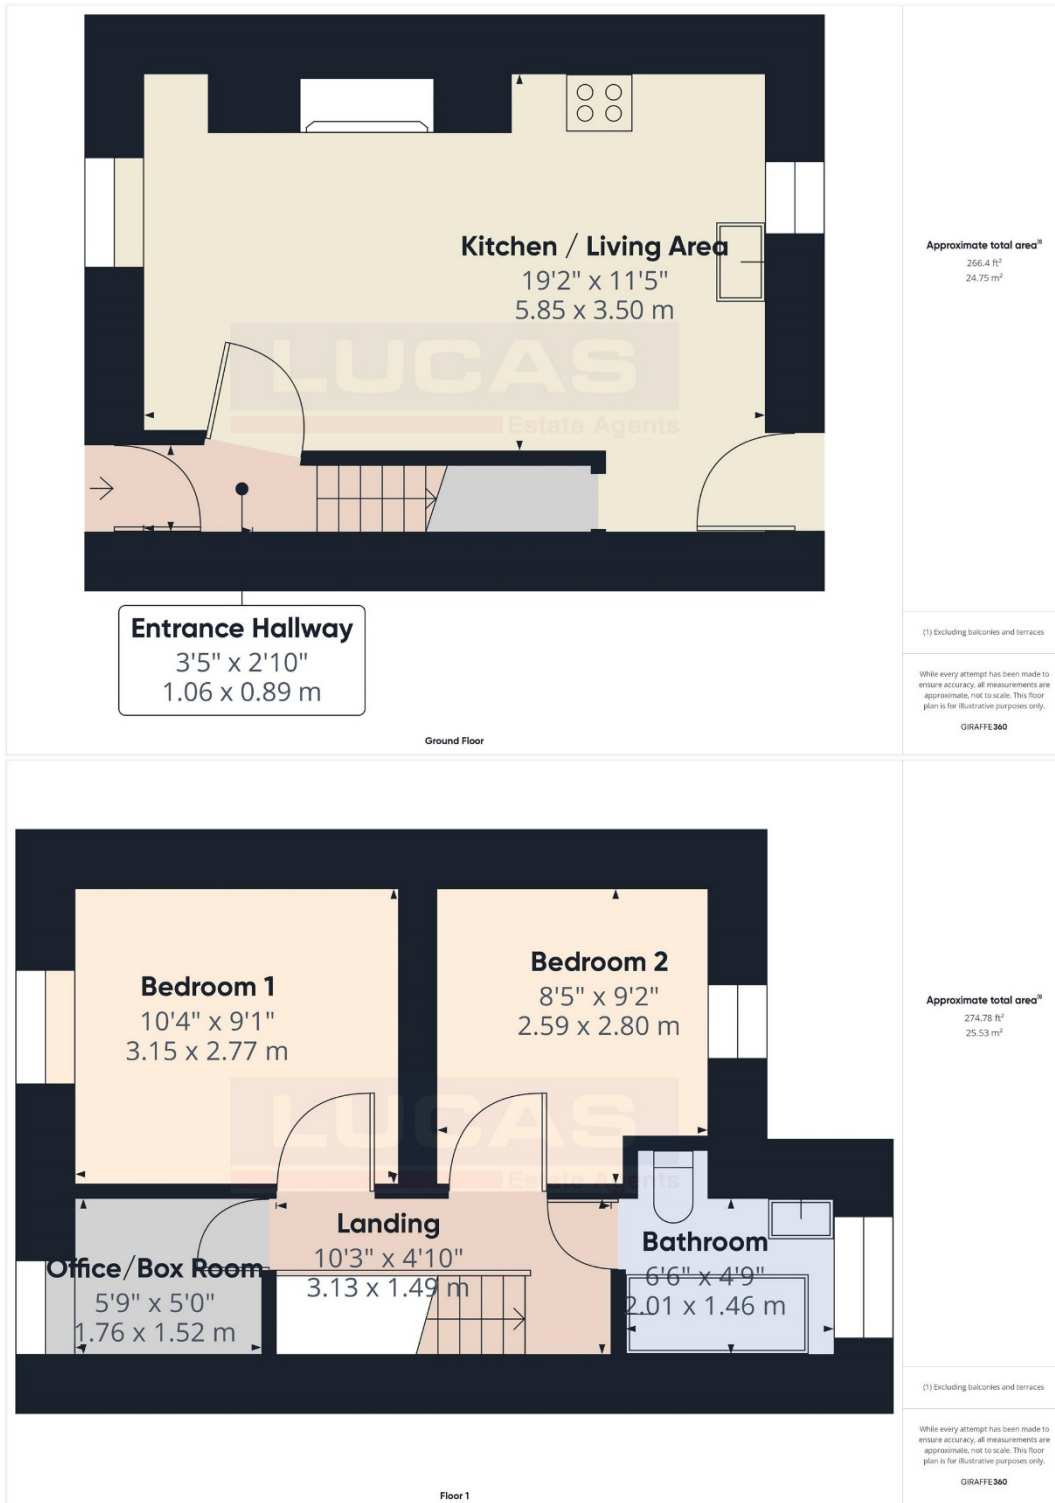 Kitchen / Living Area
19'2" x 11'5"
5.85 x 3.50 m
LUCAS
Estate Agents
Entrance Hallway
3'5" x 2'10"
1.06 x 0.89 m
Ground Floor
Approximate total area⁽¹⁾
266.4 ft²
24.75 m²
(1) Excluding balconies and terraces
While every attempt has been made to
ensure accuracy, all measurements are
approximate, not to scale. This floor
plan is for illustrative purposes only.
GIRAFFE360
Bedroom 1
10'4" x 9'1"
3.15 x 2.77 m
Bedroom 2
8'5" x 9'2"
2.59 x 2.80 m
LUCAS
Estate Agents
Landing
10'3" x 4'10"
3.13 x 1.49 m
Office/Box Room
5'9" x 5'0"
1.76 x 1.52 m
Bathroom
6'6" x 4'9"
2.01 x 1.46 m
Floor 1
Approximate total area⁽¹⁾
274.78 ft²
25.53 m²
(1) Excluding balconies and terraces
While every attempt has been made to
ensure accuracy, all measurements are
approximate, not to scale. This floor
plan is for illustrative purposes only.
GIRAFFE360